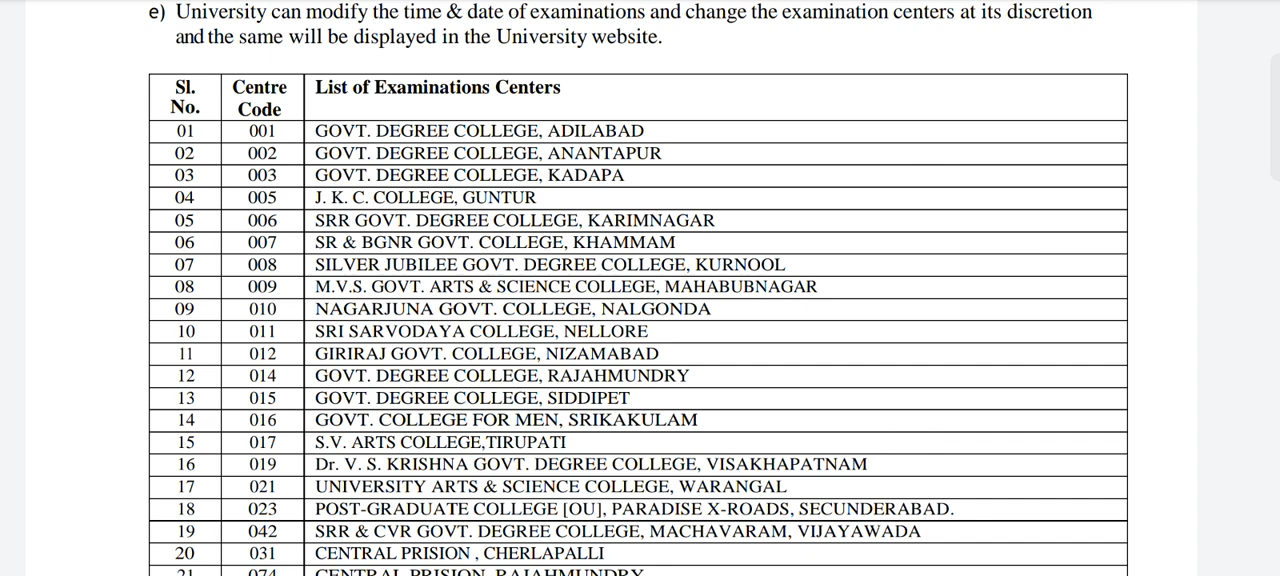 e) University can modify the time & date of examinations and change the examination centers at its discretion
and the same will be displayed in the University website.
Sl. No. Centre Code List of Examinations Centers
01 001 GOVT. DEGREE COLLEGE, ADILABAD
02 002 GOVT. DEGREE COLLEGE, ANANTAPUR
03 003 GOVT. DEGREE COLLEGE, KADAPA
04 005 J. K. C. COLLEGE, GUNTUR
05 006 SRR GOVT. DEGREE COLLEGE, KARIMNAGAR
06 007 SR & BGNR GOVT. COLLEGE, KHAMMAM
07 008 SILVER JUBILEE GOVT. DEGREE COLLEGE, KURNOOL
08 009 M.V.S. GOVT. ARTS & SCIENCE COLLEGE, MAHABUBNAGAR
09 010 NAGARJUNA GOVT. COLLEGE, NALGONDA
10 011 SRI SARVODAYA COLLEGE, NELLORE
11 012 GIRIRAJ GOVT. COLLEGE, NIZAMABAD
12 014 GOVT. DEGREE COLLEGE, RAJAHMUNDRY
13 015 GOVT. DEGREE COLLEGE, SIDDIPET
14 016 GOVT. COLLEGE FOR MEN, SRIKAKULAM
15 017 S.V. ARTS COLLEGE,TIRUPATI
16 019 Dr. V. S. KRISHNA GOVT. DEGREE COLLEGE, VISAKHAPATNAM
17 021 UNIVERSITY ARTS & SCIENCE COLLEGE, WARANGAL
18 023 POST-GRADUATE COLLEGE [OU], PARADISE X-ROADS, SECUNDERABAD.
19 042 SRR & CVR GOVT. DEGREE COLLEGE, MACHAVARAM, VIJAYAWADA
20 031 CENTRAL PRISION , CHERLAPALLI
21 074 CENTRAL PRISION, RAJAHMUNDRY